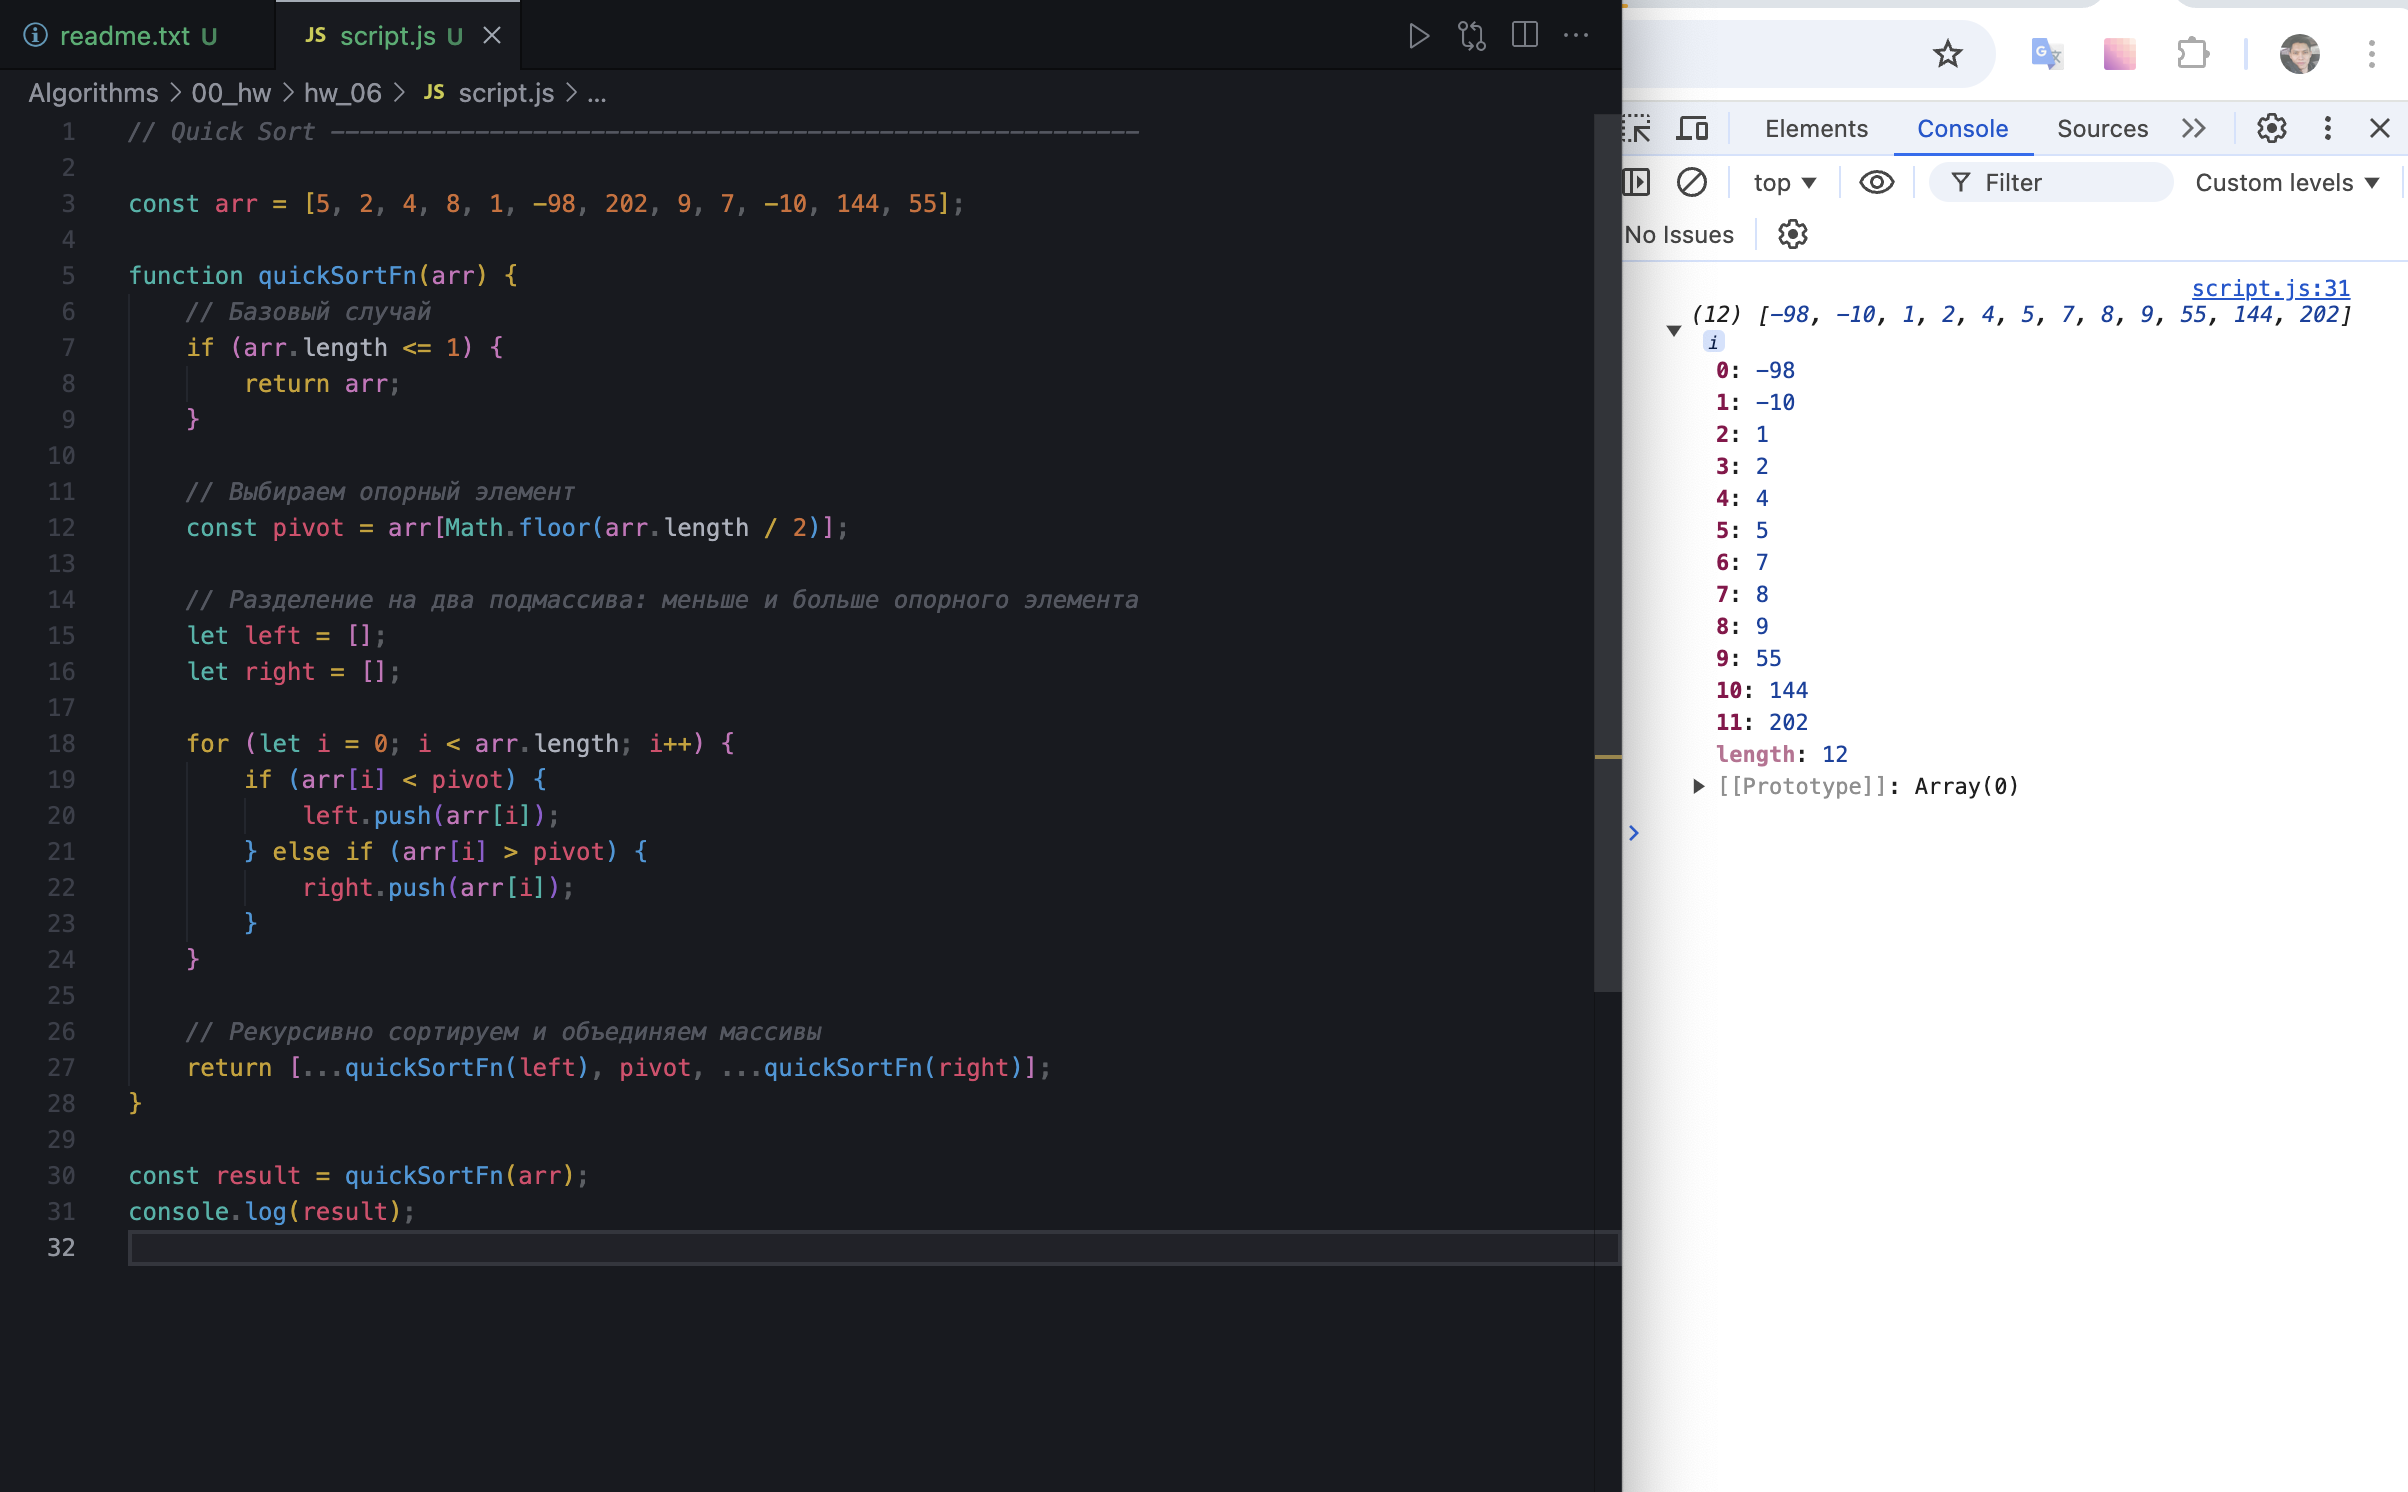 readme.txt U
JS script.js U
Algorithms > 00_hw > hw_06 > JS script.js > ...
1 // Quick Sort --------------------------------------------------------
2
3 const arr = [5, 2, 4, 8, 1, -98, 202, 9, 7, -10, 144, 55];
4
5 function quickSortFn(arr) {
6 // Базовый случай
7 if (arr.length <= 1) {
8 return arr;
9 }
10
11 // Выбираем опорный элемент
12 const pivot = arr[Math.floor(arr.length / 2)];
13
14 // Разделение на два подмассива: меньше и больше опорного элемента
15 let left = [];
16 let right = [];
17
18 for (let i = 0; i < arr.length; i++) {
19 if (arr[i] < pivot) {
20 left.push(arr[i]);
21 } else if (arr[i] > pivot) {
22 right.push(arr[i]);
23 }
24 }
25
26 // Рекурсивно сортируем и объединяем массивы
27 return [...quickSortFn(left), pivot, ...quickSortFn(right)];
28 }
29
30 const result = quickSortFn(arr);
31 console.log(result);
32
Elements Console Sources
top Filter Custom levels
No Issues
script.js:31
(12) [-98, -10, 1, 2, 4, 5, 7, 8, 9, 55, 144, 202]
i
0: -98
1: -10
2: 1
3: 2
4: 4
5: 5
6: 7
7: 8
8: 9
9: 55
10: 144
11: 202
length: 12
[[Prototype]]: Array(0)